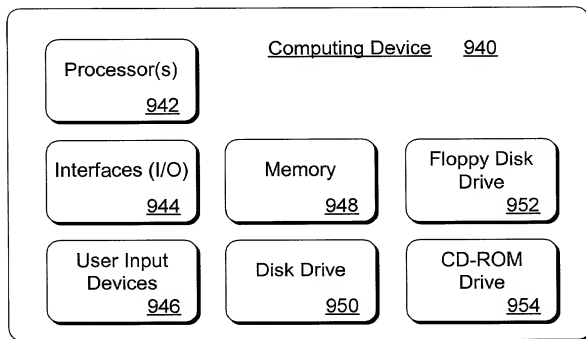 Computing Device 940
Processor(s)
942
Interfaces (I/O)
944
Memory
948
Floppy Disk
Drive
952
User Input
Devices
946
Disk Drive
950
CD-ROM
Drive
954